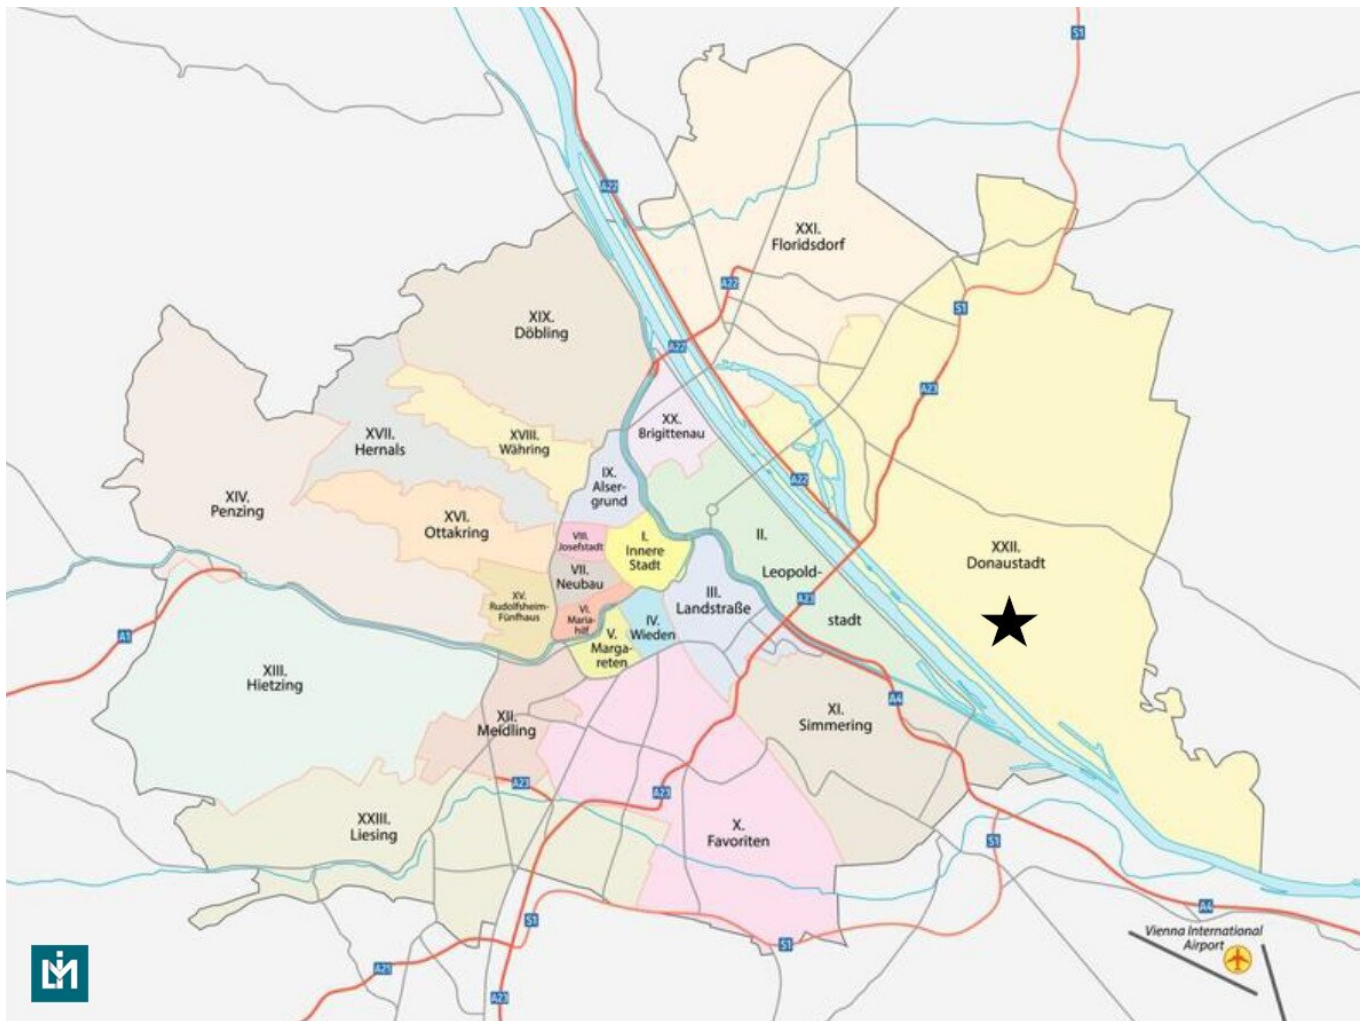 S1
A22
XXI.
Floridsdorf
A22
S1
XIX.
Döbling
A22
A23
XX.
Brigittenau
XVII.
Hernals
XVIII.
Währing
IX.
Alser-
grund
A22
XIV.
Penzing
XVI.
Ottakring
VIII.
Josefstadt
I.
Innere
Stadt
II.
Leopold-
stadt
XXII.
Donaustadt
VII.
Neubau
III.
Landstraße
A23
XV.
Rudolfsheim-
Fünfhaus
VI.
Maria-
hilf
IV.
Wieden
V.
Marga-
reten
A1
XIII.
Hietzing
A4
XII.
Meidling
XI.
Simmering
A23
A23
XXIII.
Liesing
X.
Favoriten
S1
A4
S1
S1
Vienna International
Airport
A21
A23
LIM